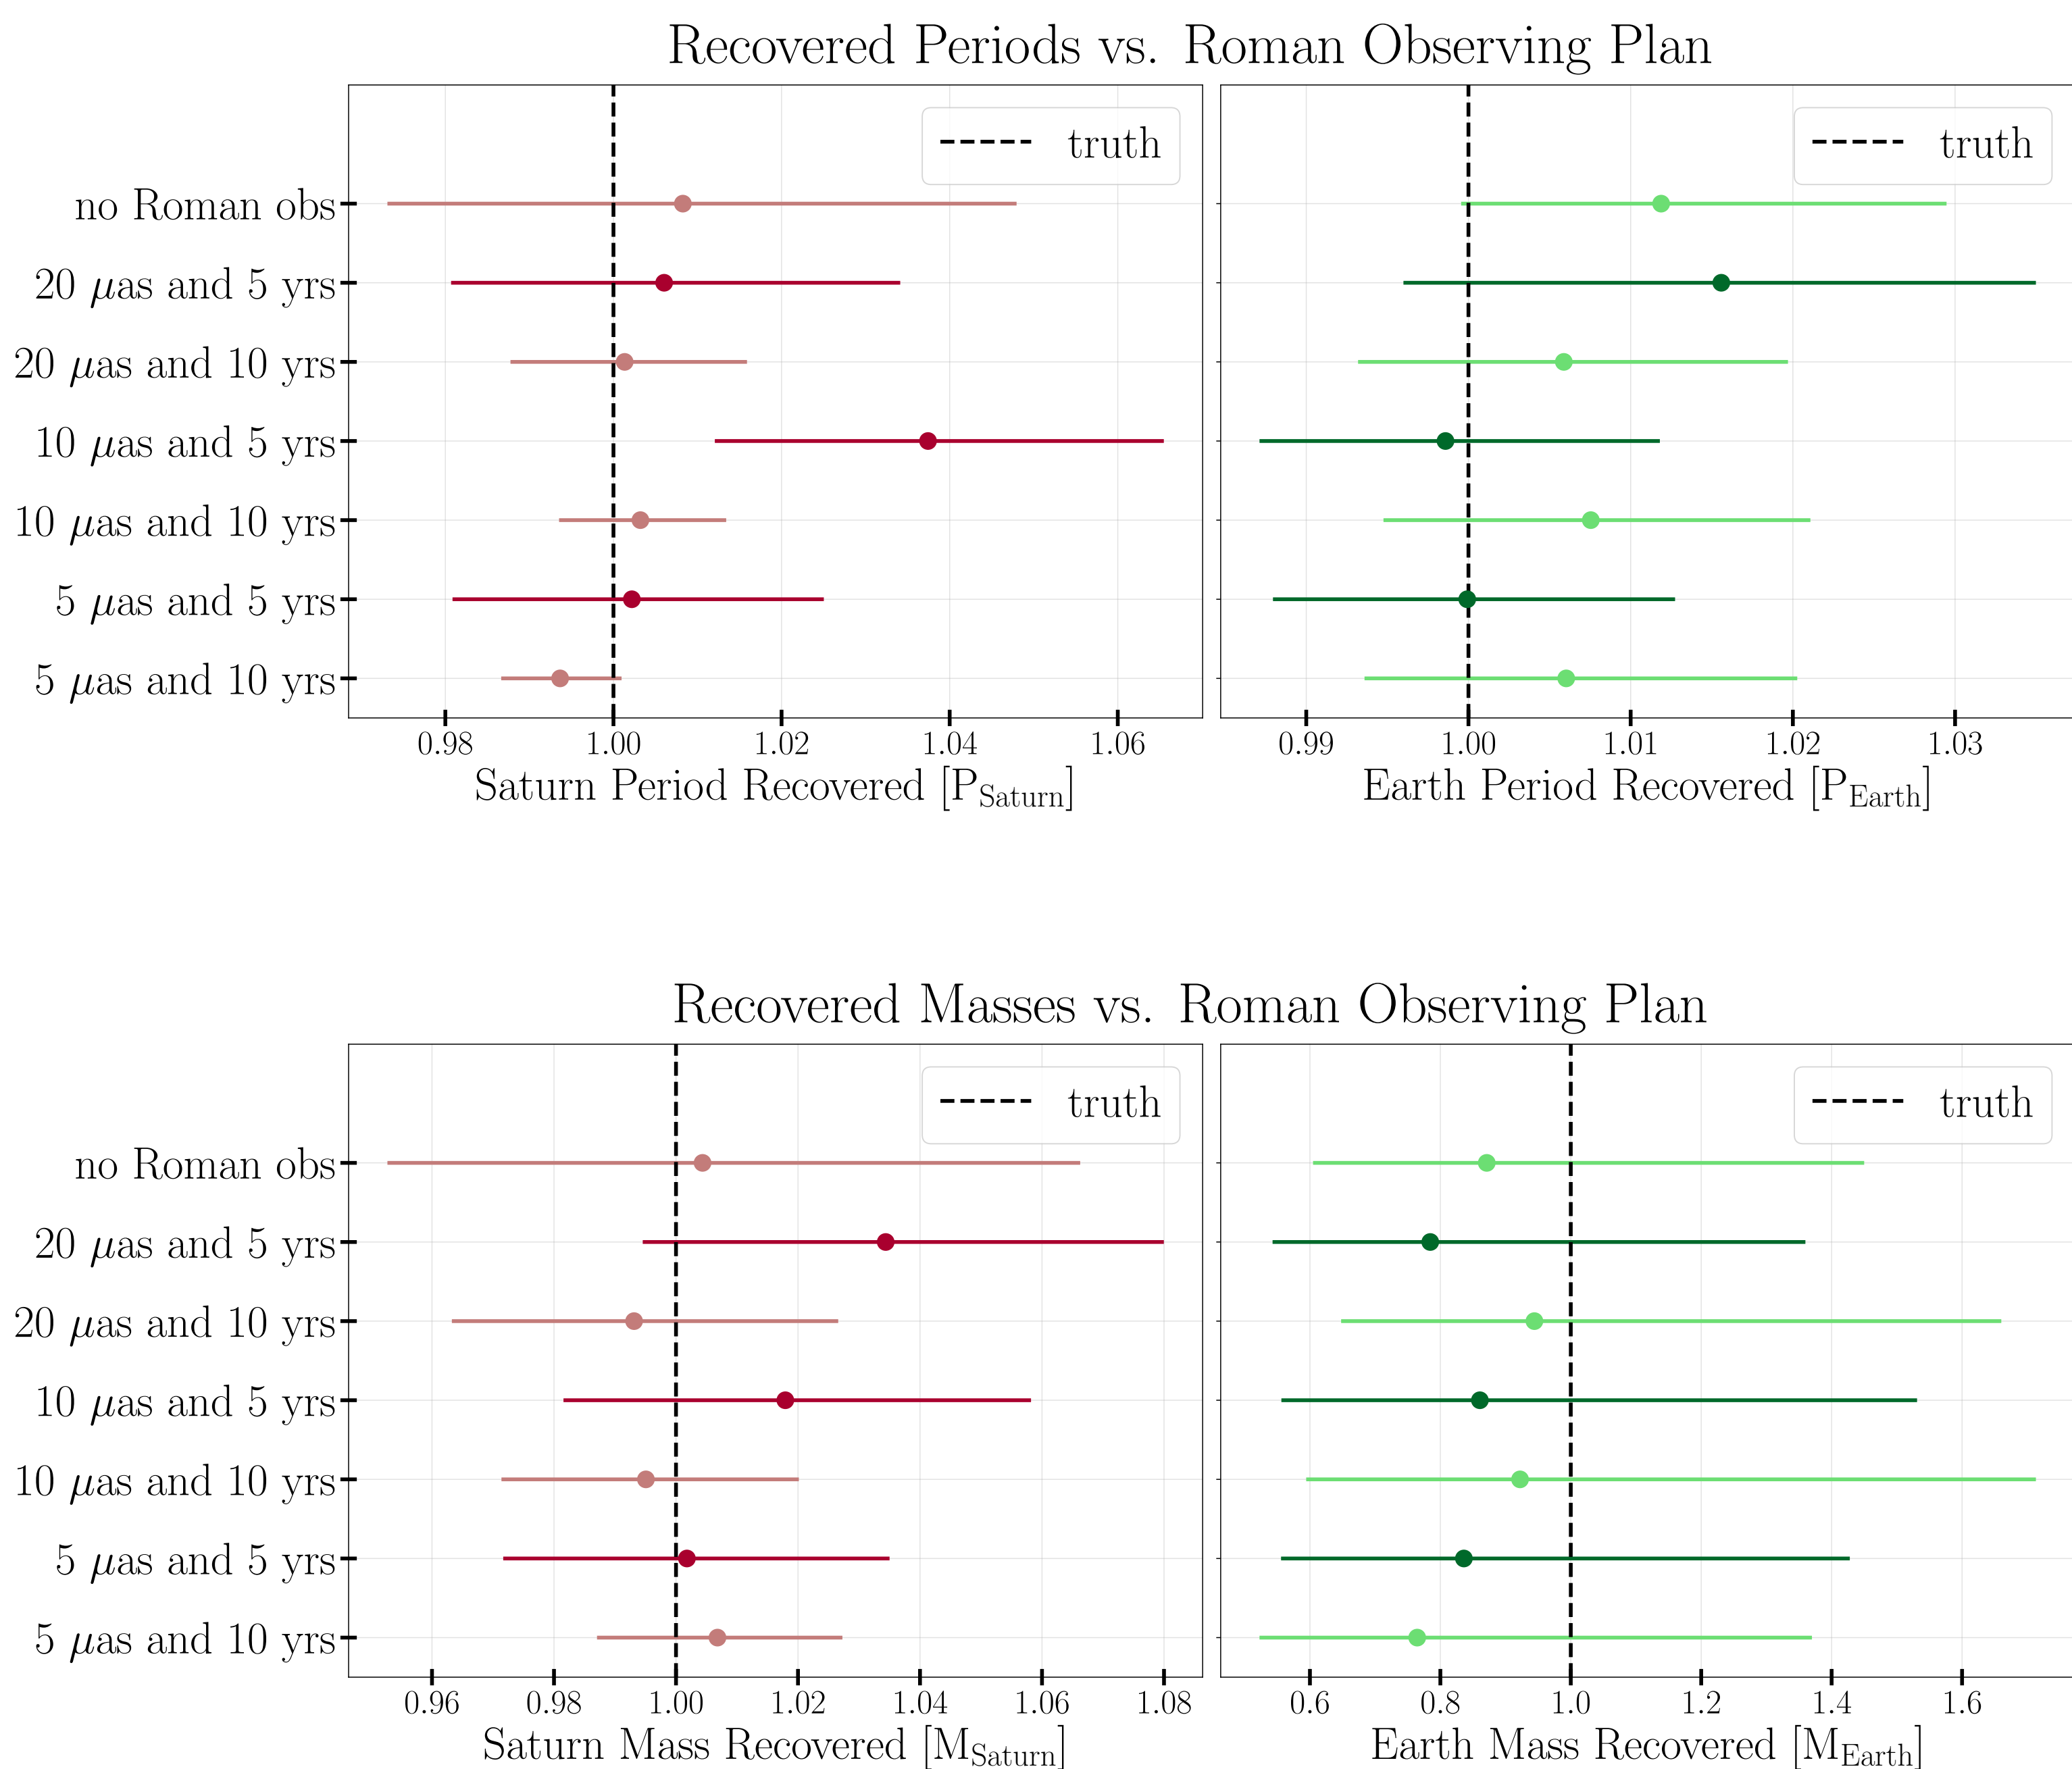 Recovered Periods vs. Roman Observing Plan
truth
truth
no Roman obs
20 μas and 5 yrs
20 μas and 10 yrs
10 μas and 5 yrs
10 μas and 10 yrs
5 μas and 5 yrs
5 μas and 10 yrs
0.98 1.00 1.02 1.04 1.06
0.99 1.00 1.01 1.02 1.03
Saturn Period Recovered [P_Saturn]
Earth Period Recovered [P_Earth]
Recovered Masses vs. Roman Observing Plan
truth
truth
no Roman obs
20 μas and 5 yrs
20 μas and 10 yrs
10 μas and 5 yrs
10 μas and 10 yrs
5 μas and 5 yrs
5 μas and 10 yrs
0.96 0.98 1.00 1.02 1.04 1.06 1.08
0.6 0.8 1.0 1.2 1.4 1.6
Saturn Mass Recovered [M_Saturn]
Earth Mass Recovered [M_Earth]